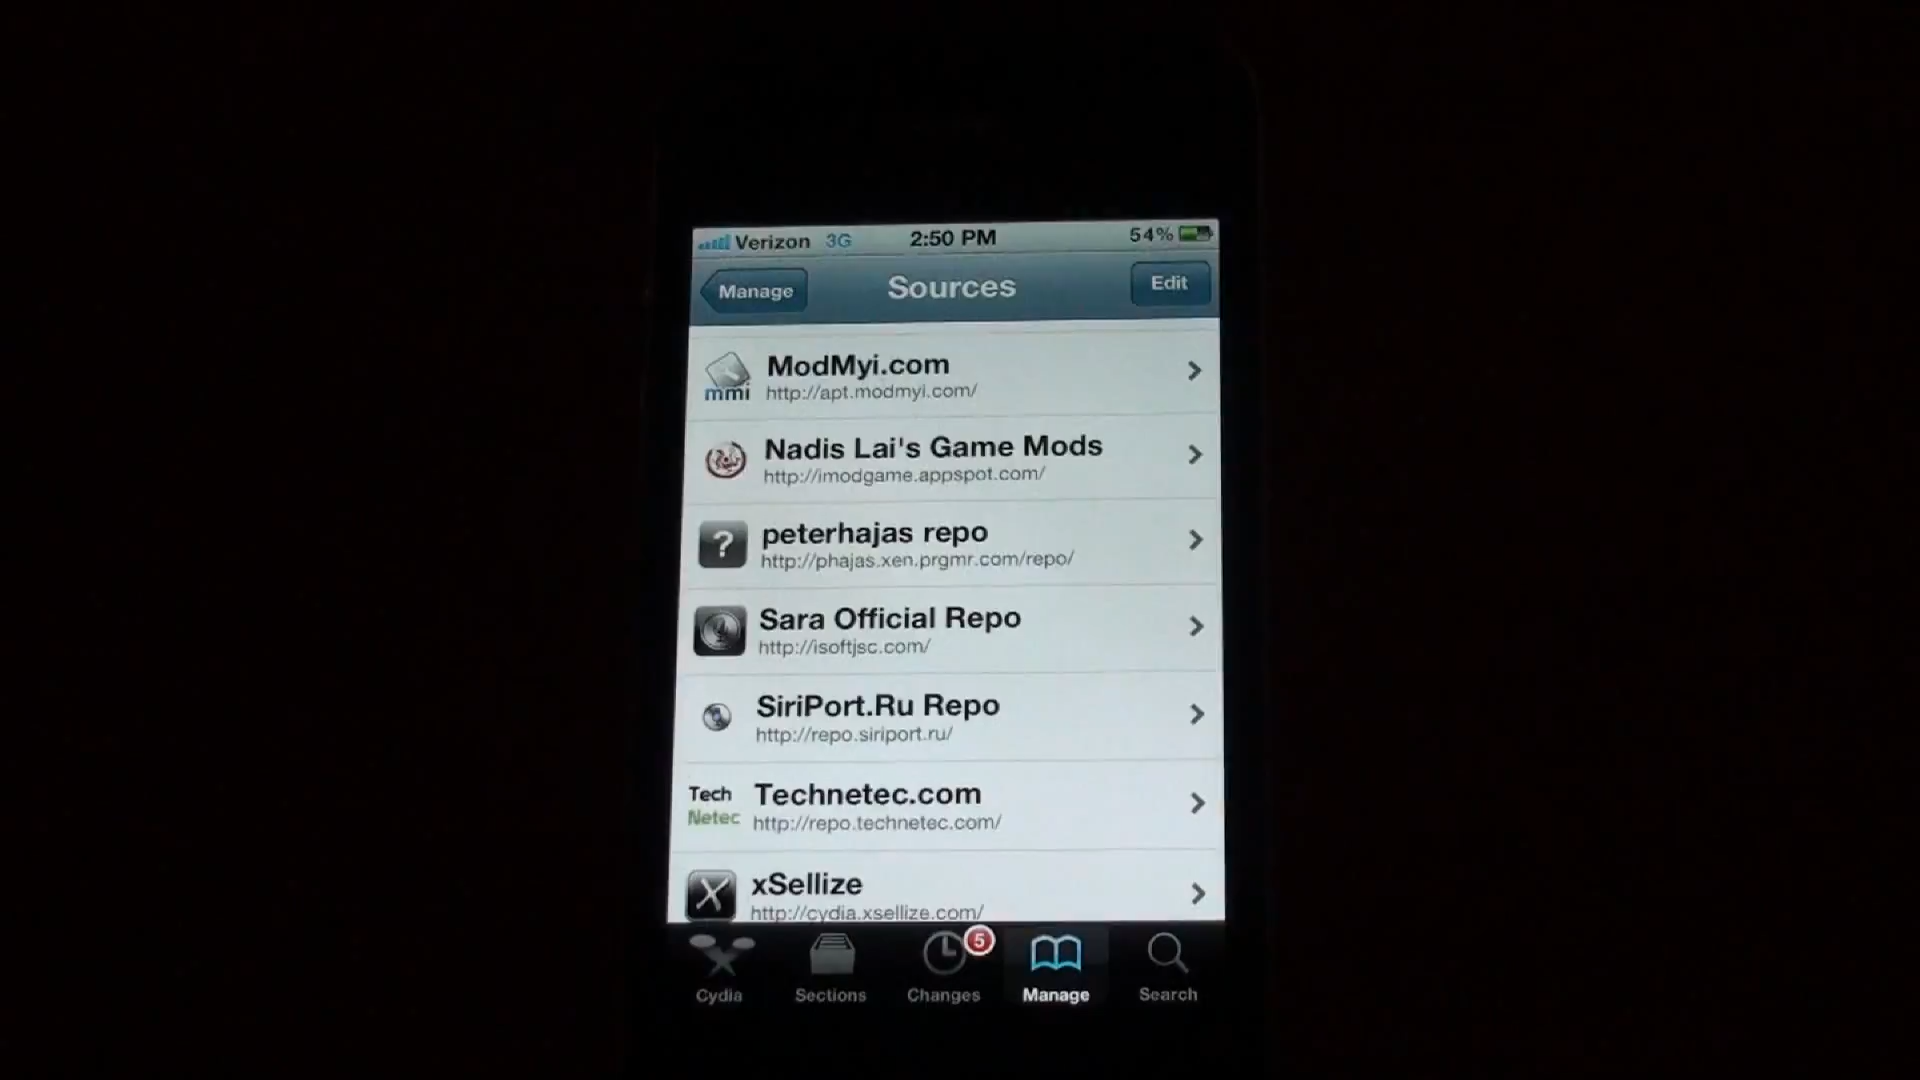 Verizon 3G 2:50 PM 54%
Manage Sources Edit
mmi
ModMyi.com
http://apt.modmyi.com/
Nadis Lai's Game Mods
http://imodgame.appspot.com/
?
peterhajas repo
http://phajas.xen.prgmr.com/repo/
Sara Official Repo
http://isoftjsc.com/
SiriPort.Ru Repo
http://repo.siriport.ru/
Tech
Netec
Technetec.com
http://repo.technetec.com/
X
xSellize
http://cydia.xsellize.com/
5
Cydia Sections Changes Manage Search